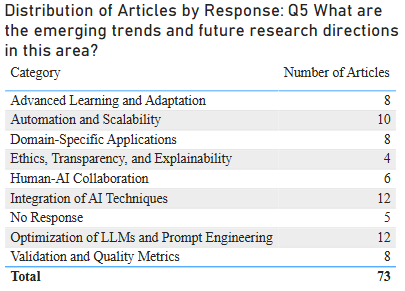 Distribution of Articles by Response: Q5 What are
the emerging trends and future research directions
in this area?
Category Number of Articles
Advanced Learning and Adaptation 8
Automation and Scalability 10
Domain-Specific Applications 8
Ethics, Transparency, and Explainability 4
Human-AI Collaboration 6
Integration of AI Techniques 12
No Response 5
Optimization of LLMs and Prompt Engineering 12
Validation and Quality Metrics 8
Total 73